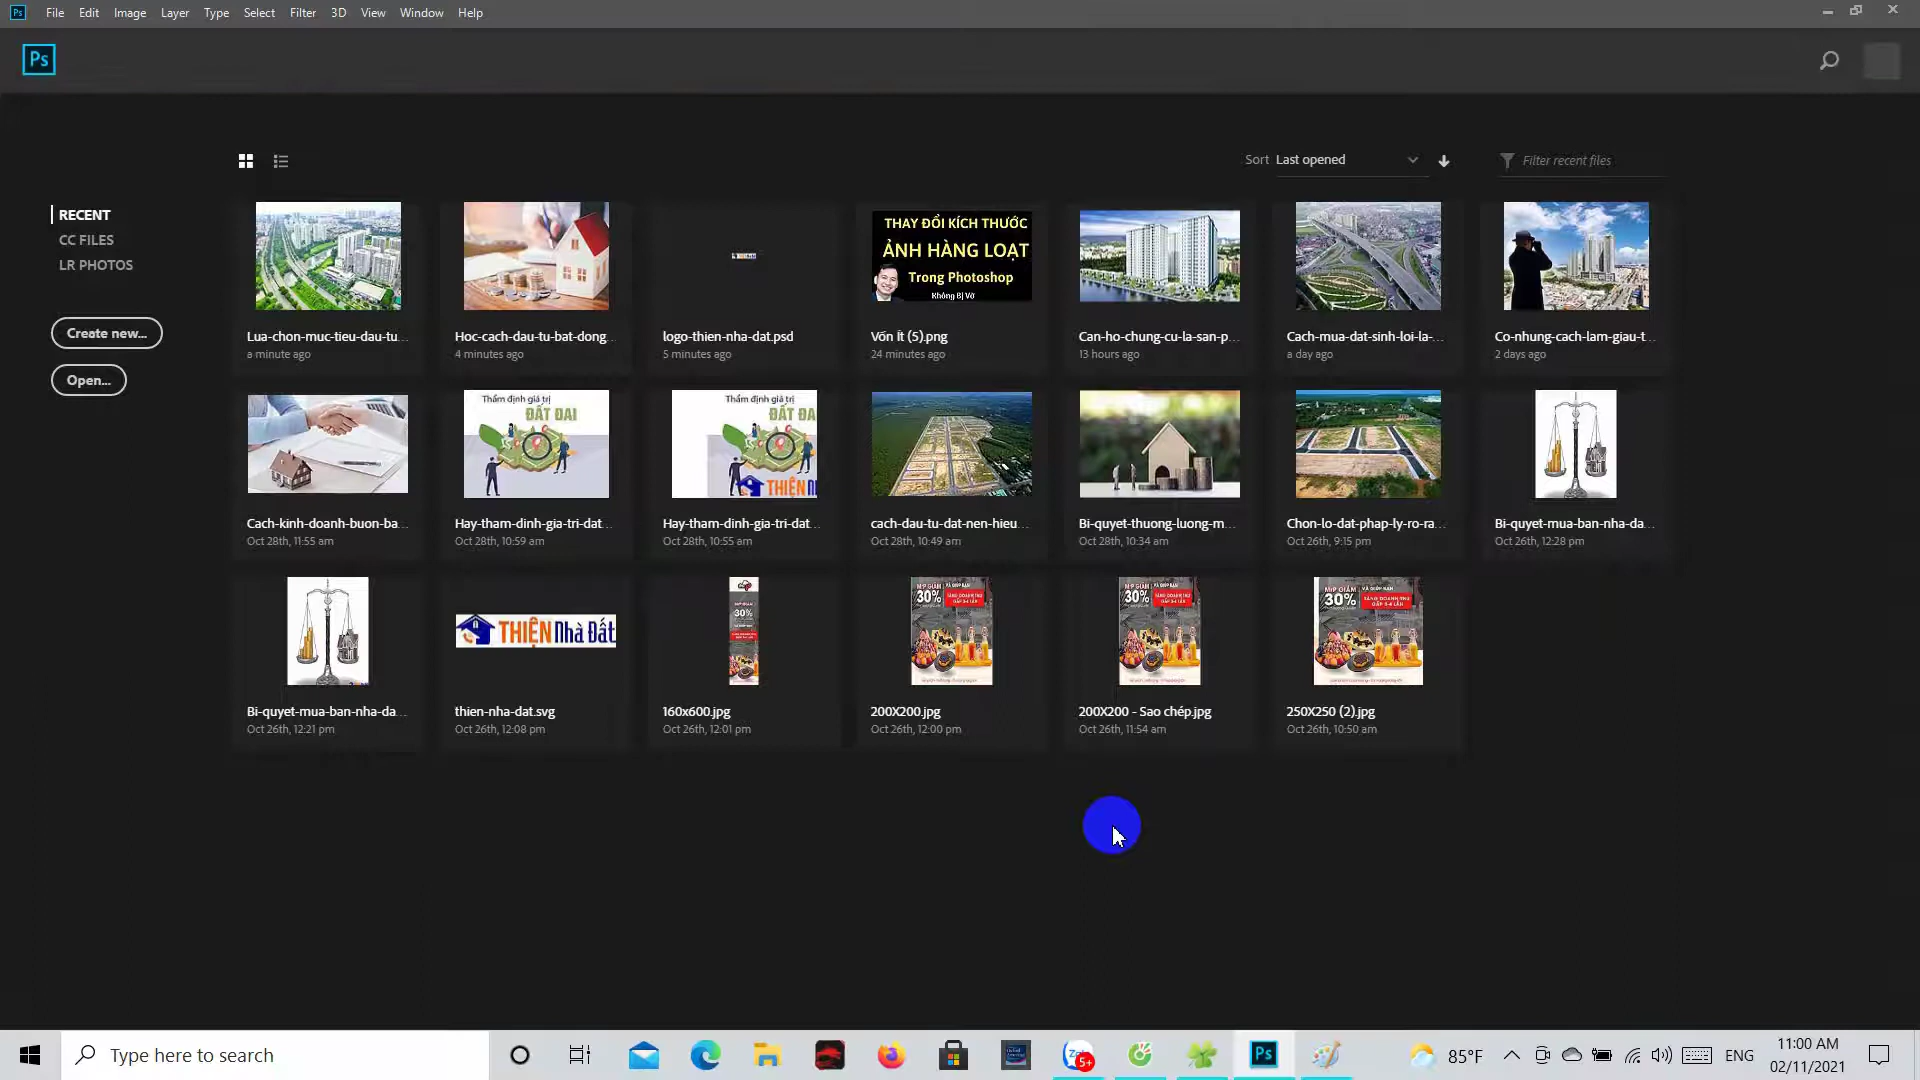 Ps File Edit Image Layer Type Select Filter 3D View Window Help
Ps
Sort Last opened
Filter recent files
RECENT
CC FILES
LR PHOTOS
Create new...
Open...
THAY ĐỔI KÍCH THƯỚC
ẢNH HÀNG LOẠT
Trong Photoshop
Không Bị Vỡ
Lua-chon-muc-tieu-dau-tu...
a minute ago
Hoc-cach-dau-tu-bat-dong...
4 minutes ago
logo-thien-nha-dat.psd
5 minutes ago
Vốn Ít (5).png
24 minutes ago
Can-ho-chung-cu-la-san-p...
13 hours ago
Cach-mua-dat-sinh-loi-la-...
a day ago
Co-nhung-cach-lam-giau-t...
2 days ago
Thẩm định giá trị
ĐẤT ĐAI
Thẩm định giá trị
ĐẤT ĐA
THIỆN
Cach-kinh-doanh-buon-ba...
Oct 28th, 11:55 am
Hay-tham-dinh-gia-tri-dat...
Oct 28th, 10:59 am
Hay-tham-dinh-gia-tri-dat...
Oct 28th, 10:55 am
cach-dau-tu-dat-nen-hieu...
Oct 28th, 10:49 am
Bi-quyet-thuong-luong-m...
Oct 28th, 10:34 am
Chon-lo-dat-phap-ly-ro-ra...
Oct 26th, 9:15 pm
Bi-quyet-mua-ban-nha-da...
Oct 26th, 12:28 pm
THIỆN Nhà Đất
30%
30%
30%
30%
Bi-quyet-mua-ban-nha-da...
Oct 26th, 12:21 pm
thien-nha-dat.svg
Oct 26th, 12:08 pm
160x600.jpg
Oct 26th, 12:01 pm
200X200.jpg
Oct 26th, 12:00 pm
200X200 - Sao chép.jpg
Oct 26th, 11:54 am
250X250 (2).jpg
Oct 26th, 10:50 am
Type here to search
5+
Ps
85°F
ENG
11:00 AM
02/11/2021